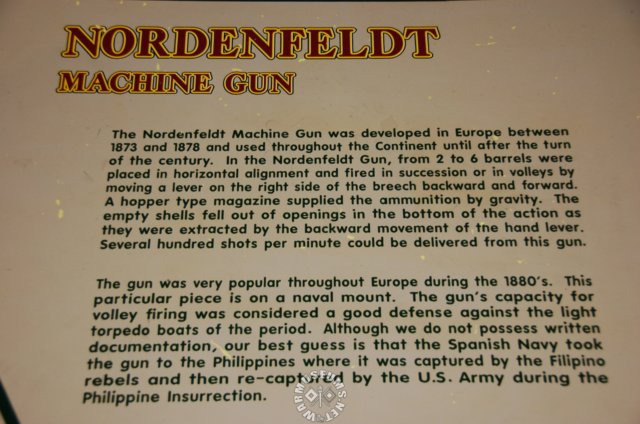 NORDENFELDT
MACHINE GUN
The Nordenfeldt Machine Gun was developed in Europe between
1873 and 1878 and used throughout the Continent until after the turn
of the century. In the Nordenfeldt Gun, from 2 to 6 barrels were
placed in horizontal alignment and fired in succession or in volleys by
moving a lever on the right side of the breech backward and forward.
A hopper type magazine supplied the ammunition by gravity. The
empty shells fell out of openings in the bottom of the action as
they were extracted by the backward movement of the hand lever.
Several hundred shots per minute could be delivered from this gun.
The gun was very popular throughout Europe during the 1880's. This
particular piece is on a naval mount. The gun's capacity for
volley firing was considered a good defense against the light
torpedo boats of the period. Although we do not possess written
documentation, our best guess is that the Spanish Navy took
the gun to the Philippines where it was captured by the Filipino
rebels and then re-captured by the U.S. Army during the
Philippine Insurrection.
WARMUSEUMS.NET